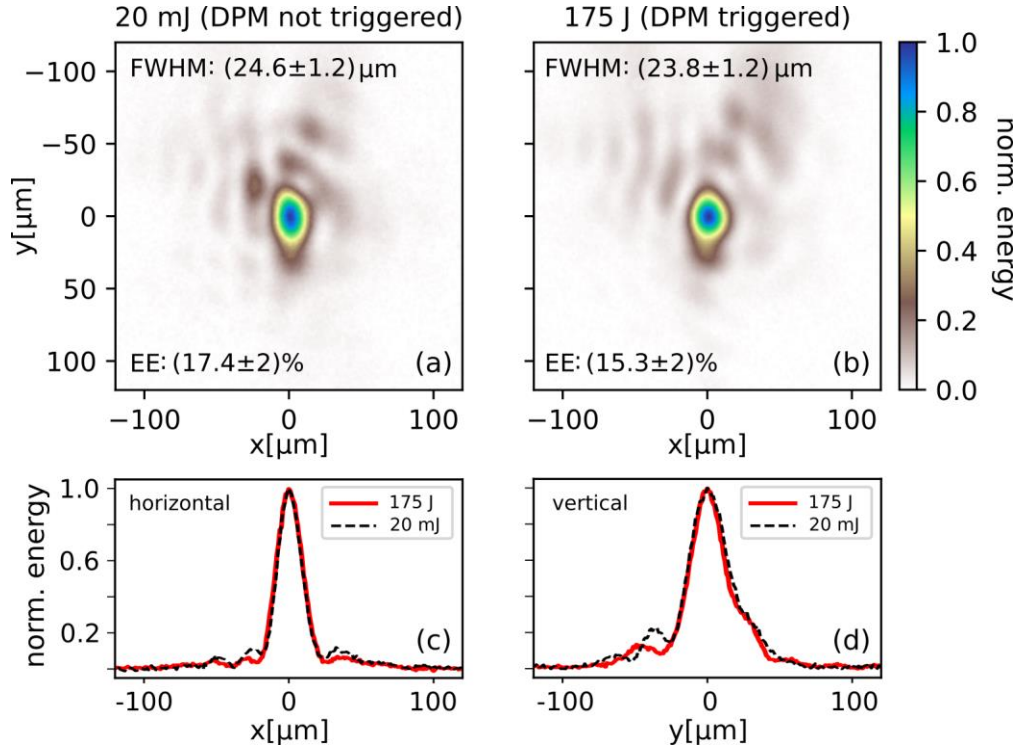 20 mJ (DPM not triggered)
175 J (DPM triggered)
FWHM: (24.6±1.2) μm
EE: (17.4±2)%
(a)
−100
−50
0
50
100
y[μm]
−100
0
100
x[μm]
FWHM: (23.8±1.2) μm
EE: (15.3±2)%
(b)
−100
0
100
x[μm]
1.0
0.8
0.6
0.4
0.2
0.0
norm. energy
horizontal
175 J
20 mJ
(c)
1.0
0.6
0.2
norm. energy
-100
0
100
x[μm]
vertical
175 J
20 mJ
(d)
-100
0
100
y[μm]